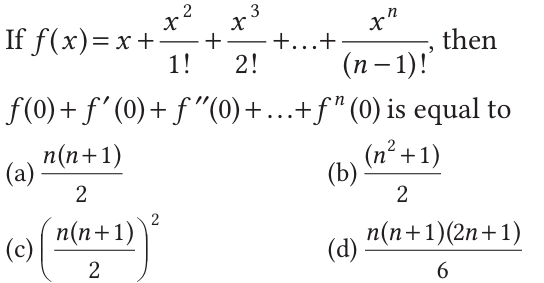 If f(x) = x + x²/1! + x³/2! + ... + xⁿ/(n – 1)!, then
f(0) + f′(0) + f″(0) + ... + fⁿ(0) is equal to
(a) n(n+1)/2 (b) (n²+1)/2
(c) (n(n+1)/2)² (d) n(n+1)(2n+1)/6